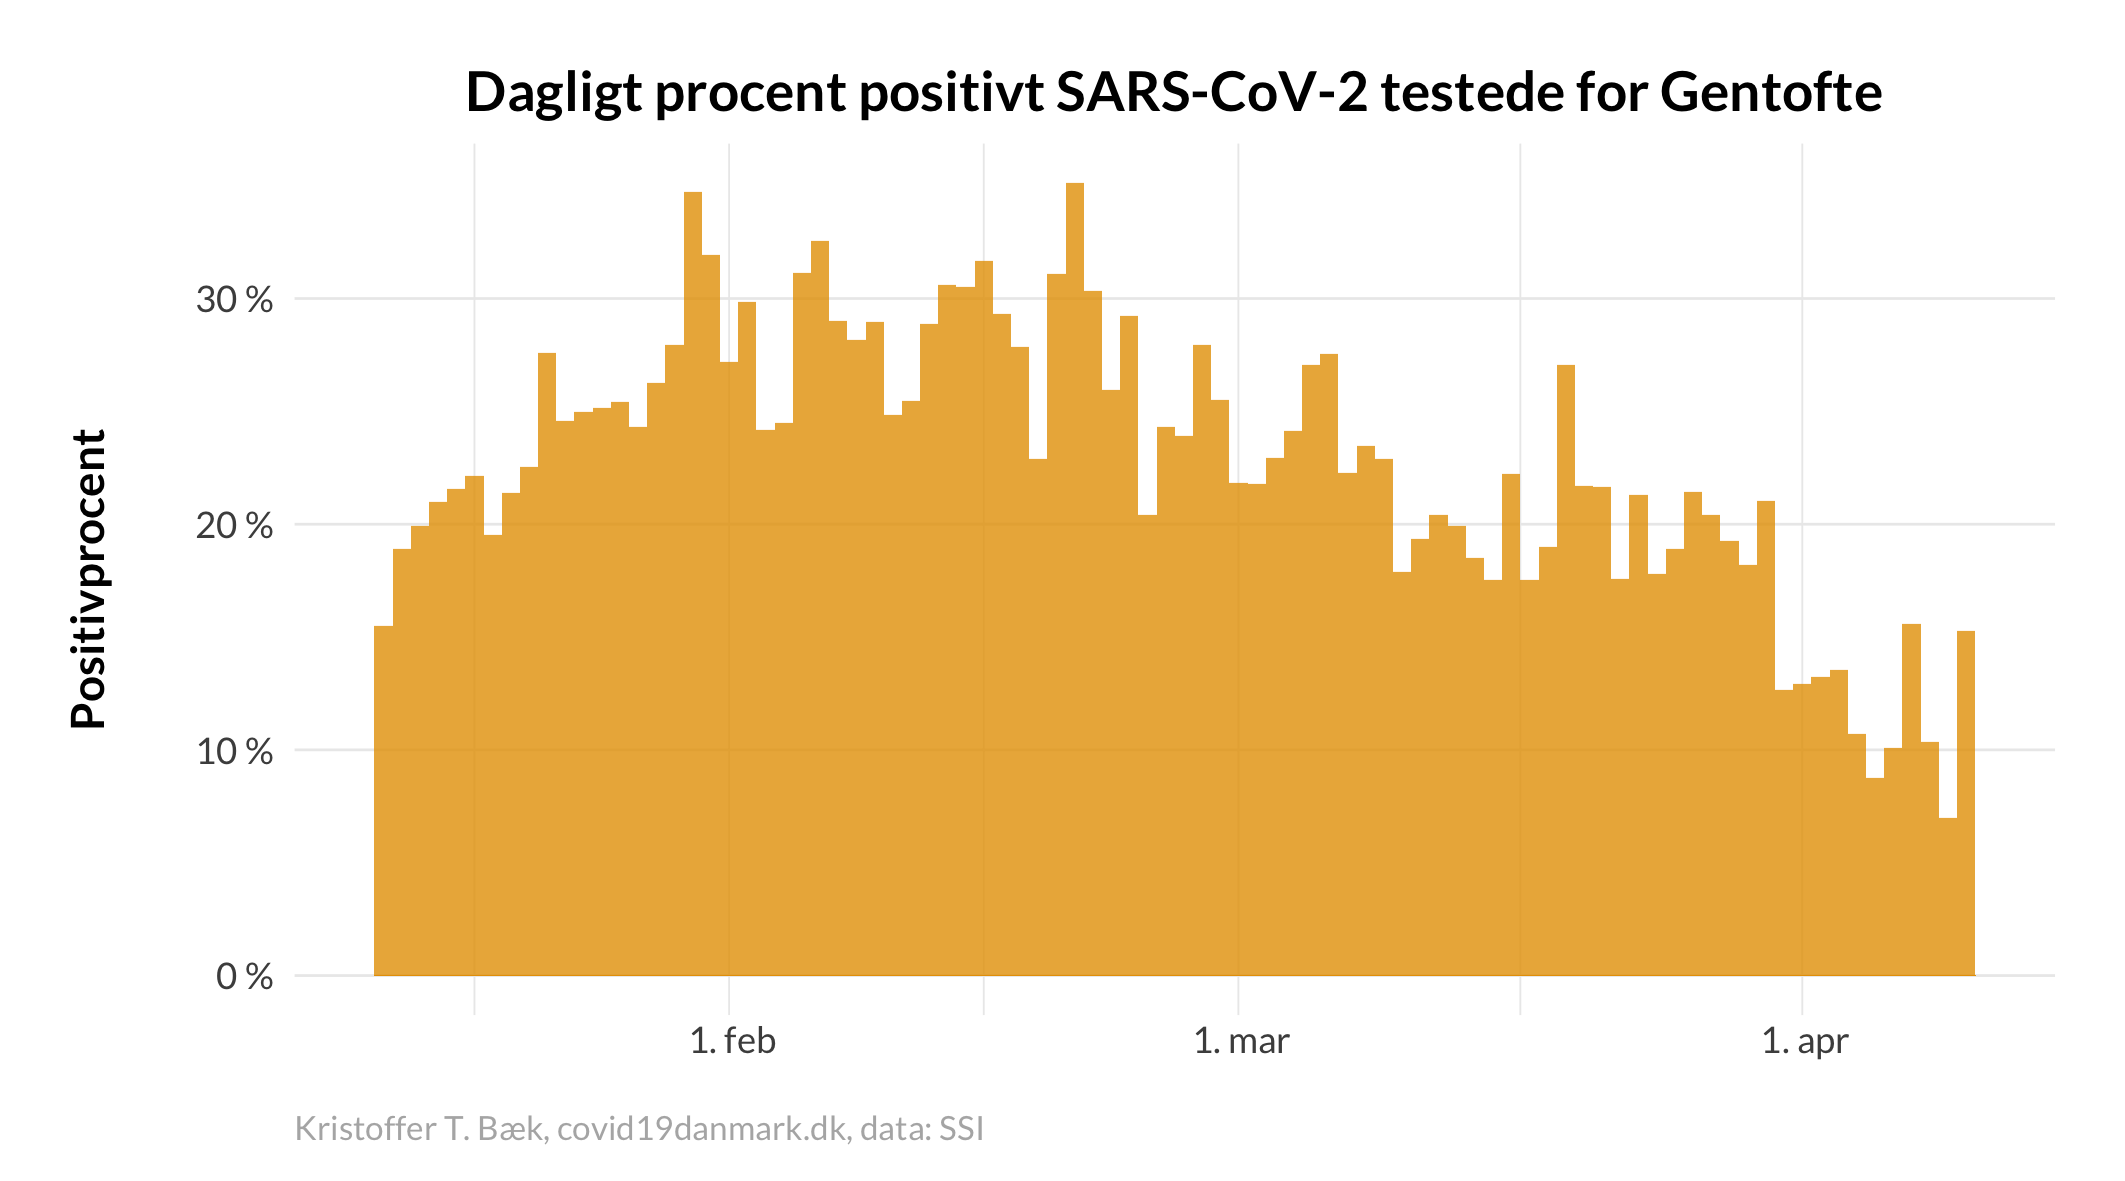 Dagligt procent positivt SARS-CoV-2 testede for Gentofte
Positivprocent
30 %
20 %
10 %
0 %
1. feb
1. mar
1. apr
Kristoffer T. Bæk, covid19danmark.dk, data: SSI